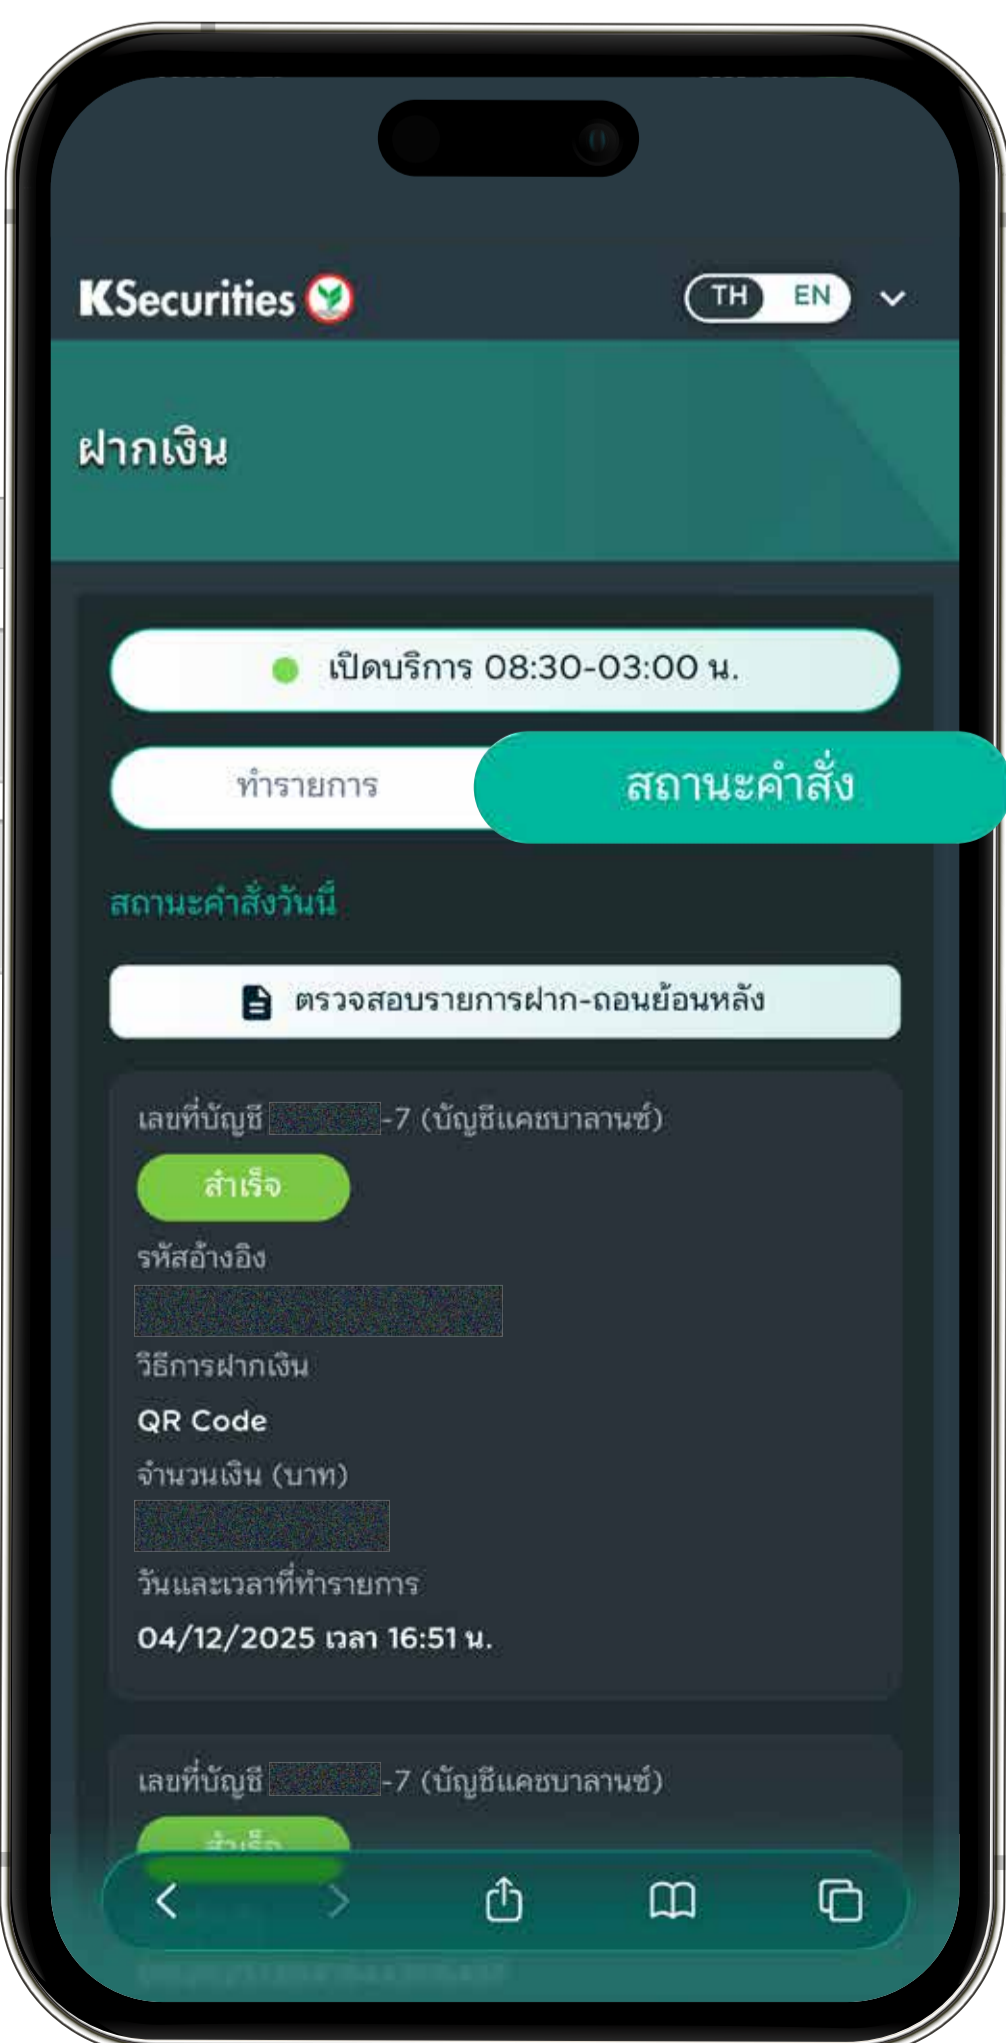 KSecurities
TH EN
ฝากเงิน
เปิดบริการ 08:30-03:00 น.
ทำรายการ สถานะคำสั่ง
สถานะคำสั่งวันนี้
ตรวจสอบรายการฝาก-ถอนย้อนหลัง
เลขที่บัญชี -7 (บัญชีแคชบาลานซ์)
สำเร็จ
รหัสอ้างอิง
วิธีการฝากเงิน
QR Code
จำนวนเงิน (บาท)
วันและเวลาที่ทำรายการ
04/12/2025 เวลา 16:51 น.
เลขที่บัญชี -7 (บัญชีแคชบาลานซ์)
สำเร็จ